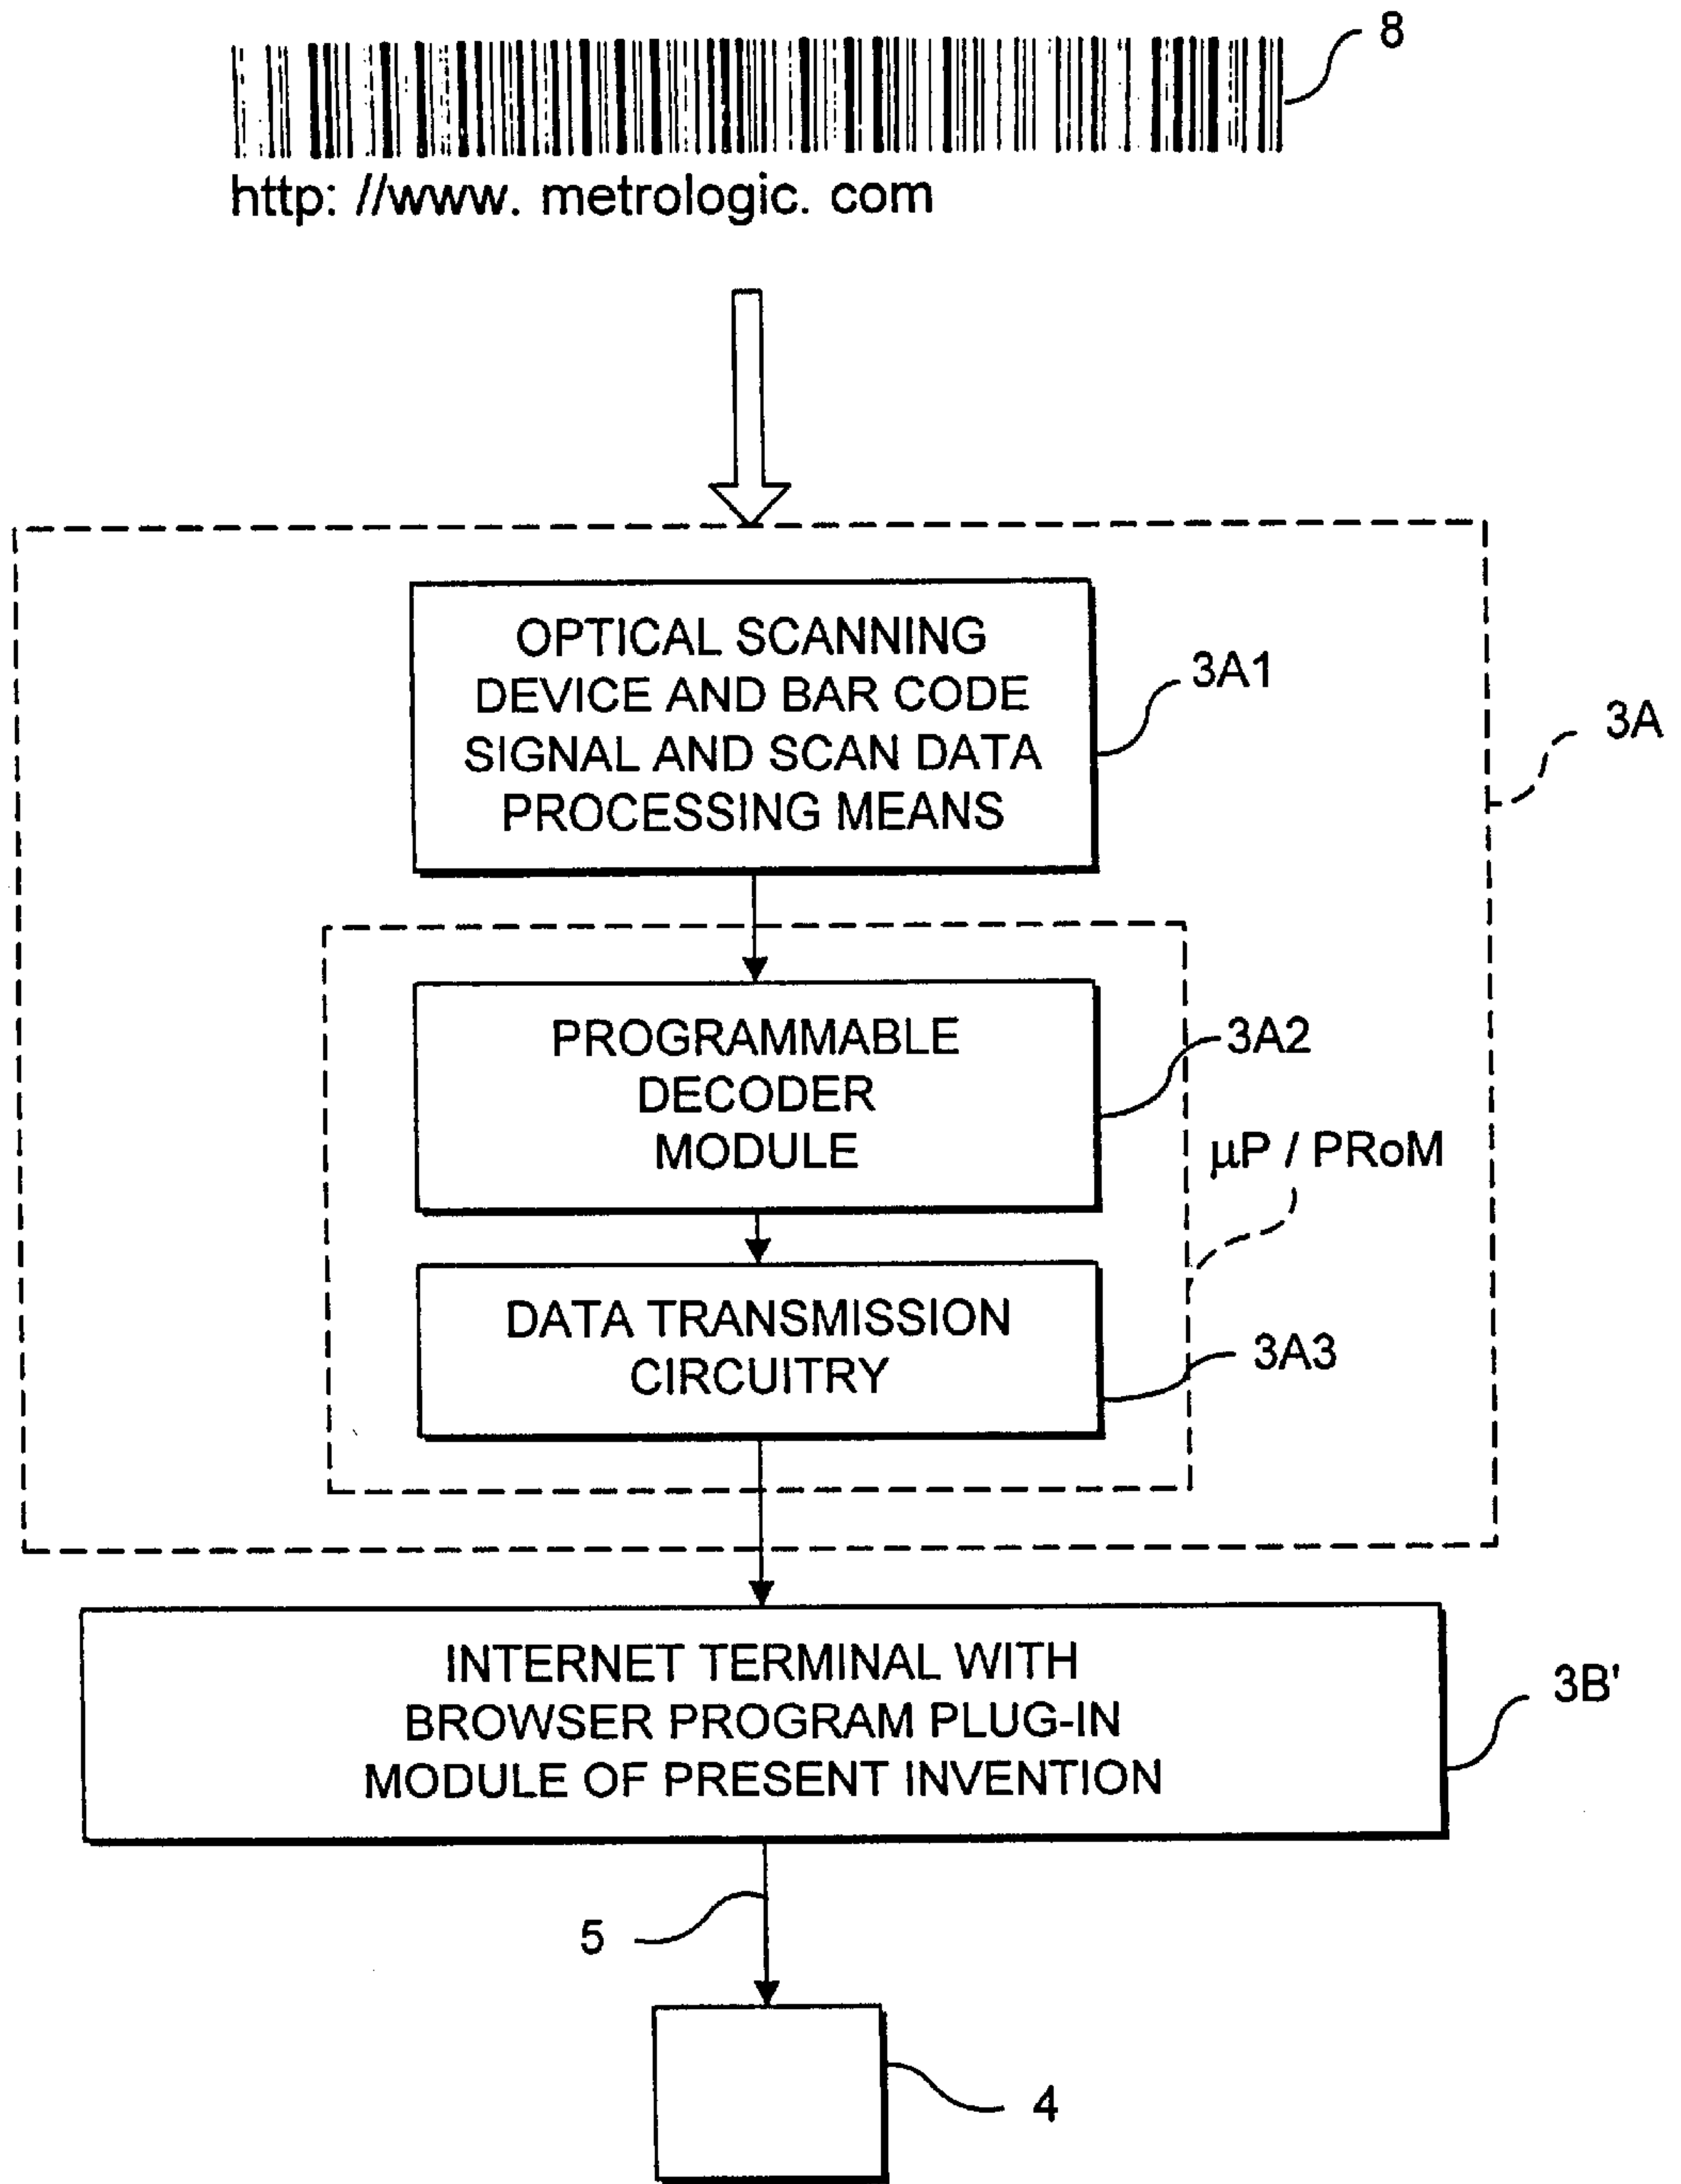 8
http: //www. metrologic. com
OPTICAL SCANNING
DEVICE AND BAR CODE
SIGNAL AND SCAN DATA
PROCESSING MEANS
3A1
3A
PROGRAMMABLE
DECODER
MODULE
3A2
µP / PRoM
DATA TRANSMISSION
CIRCUITRY
3A3
INTERNET TERMINAL WITH
BROWSER PROGRAM PLUG-IN
MODULE OF PRESENT INVENTION
3B'
5
4